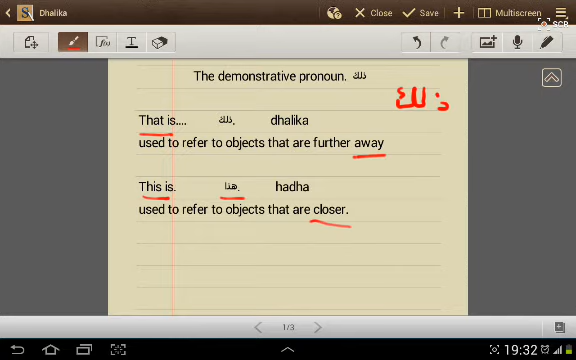 Dhalika
Close
Save
Multiscreen
SCR
The demonstrative pronoun. ذلك
ذلك
That is.... ذلك. dhalika
used to refer to objects that are further away
This is. هذا. hadha
used to refer to objects that are closer.
1/3
19:32